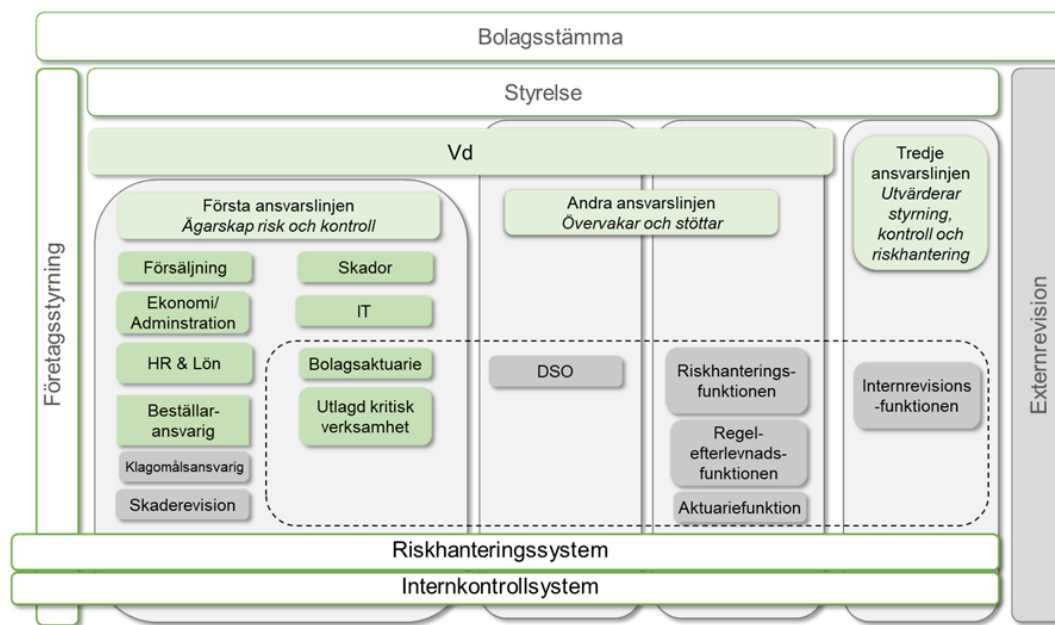 Bolagsstämma
Företagsstyrning
Styrelse
Externrevision
Vd
Första ansvarslinjen
Ägarskap risk och kontroll
Försäljning
Ekonomi/
Adminstration
HR & Lön
Beställar-
ansvarig
Klagomålsansvarig
Skaderevision
Skador
IT
Bolagsaktuarie
Utlagd kritisk
verksamhet
Andra ansvarslinjen
Övervakar och stöttar
DSO
Riskhanterings-
funktionen
Regel-
efterlevnads-
funktionen
Aktuariefunktion
Tredje
ansvarslinjen
Utvärderar
styrning,
kontroll och
riskhantering
Internrevisions
-funktionen
Riskhanteringssystem
Internkontrollsystem